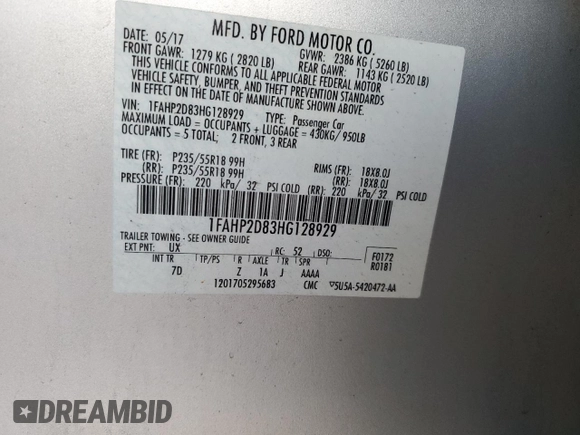 MFD. BY FORD MOTOR CO.
DATE: 05/17 GVWR: 2386 KG ( 5260 LB)
FRONT GAWR: 1279 KG ( 2820 LB) REAR GAWR: 1143 KG ( 2520 LB)
THIS VEHICLE CONFORMS TO ALL APPLICABLE FEDERAL MOTOR
VEHICLE SAFETY, BUMPER, AND THEFT PREVENTION STANDARDS
IN EFFECT ON THE DATE OF MANUFACTURE SHOWN ABOVE.
VIN: 1FAHP2D83HG128929 TYPE: Passenger Car
MAXIMUM LOAD = OCCUPANTS + LUGGAGE = 430KG/ 950LB
OCCUPANTS = 5 TOTAL; 2 FRONT, 3 REAR
TIRE (FR): P235/55R18 99H RIMS (FR): 18X8.0J
(RR): P235/55R18 99H (RR): 18X8.0J
PRESSURE (FR): 220 kPa/ 32 PSI COLD (RR): 220 kPa/ 32 PSI COLD
1FAHP2D83HG128929
TRAILER TOWING - SEE OWNER GUIDE
EXT PNT: UX RC: 52 DSO: F0172
INT TR TP/PS R AXLE TR SPR R0181
7D Z 1A J AAAA
1201705295683 CMC ▽SU5A-5420472-AA
DREAMBID